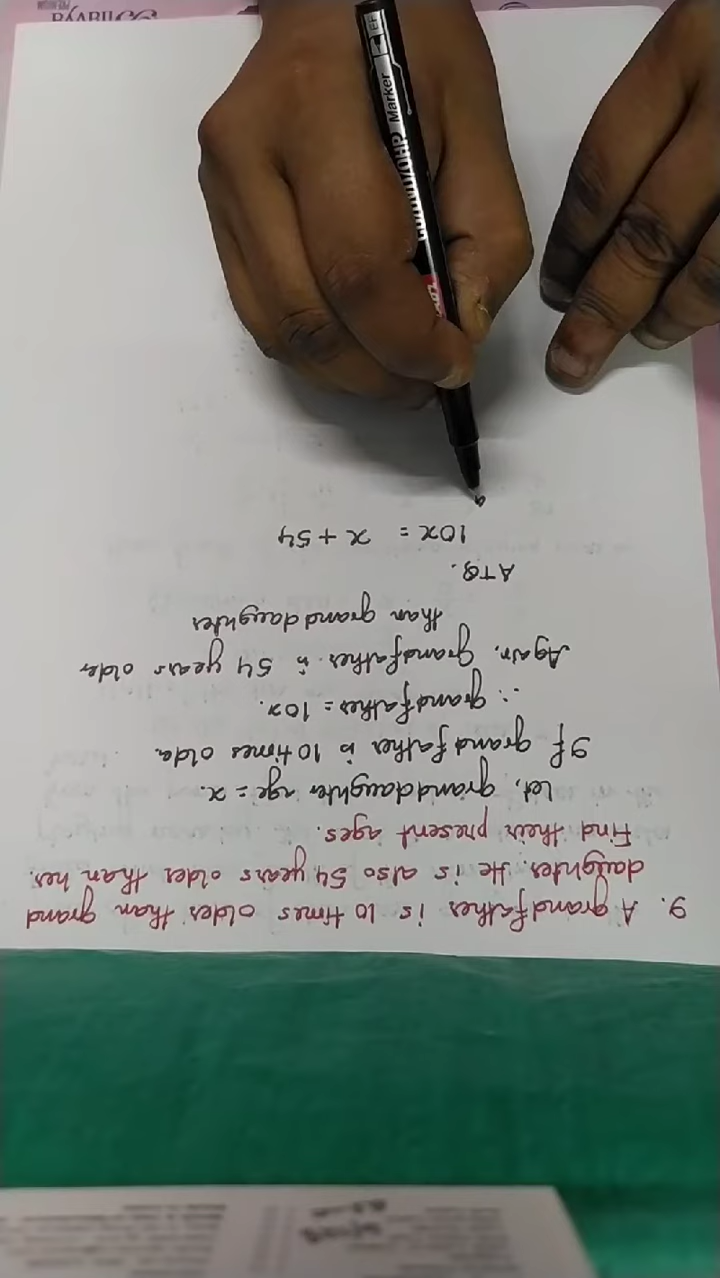 9. A grandfather is 10 times older than grand
daughter. He is also 54 years older than her.
Find their present ages.
Let, granddaughter age = x.
If grandfather is 10 times older
∴ grandfather = 10x.
Again, grandfather is 54 years older
than granddaughter
ATQ.
10x = x + 54
Marker